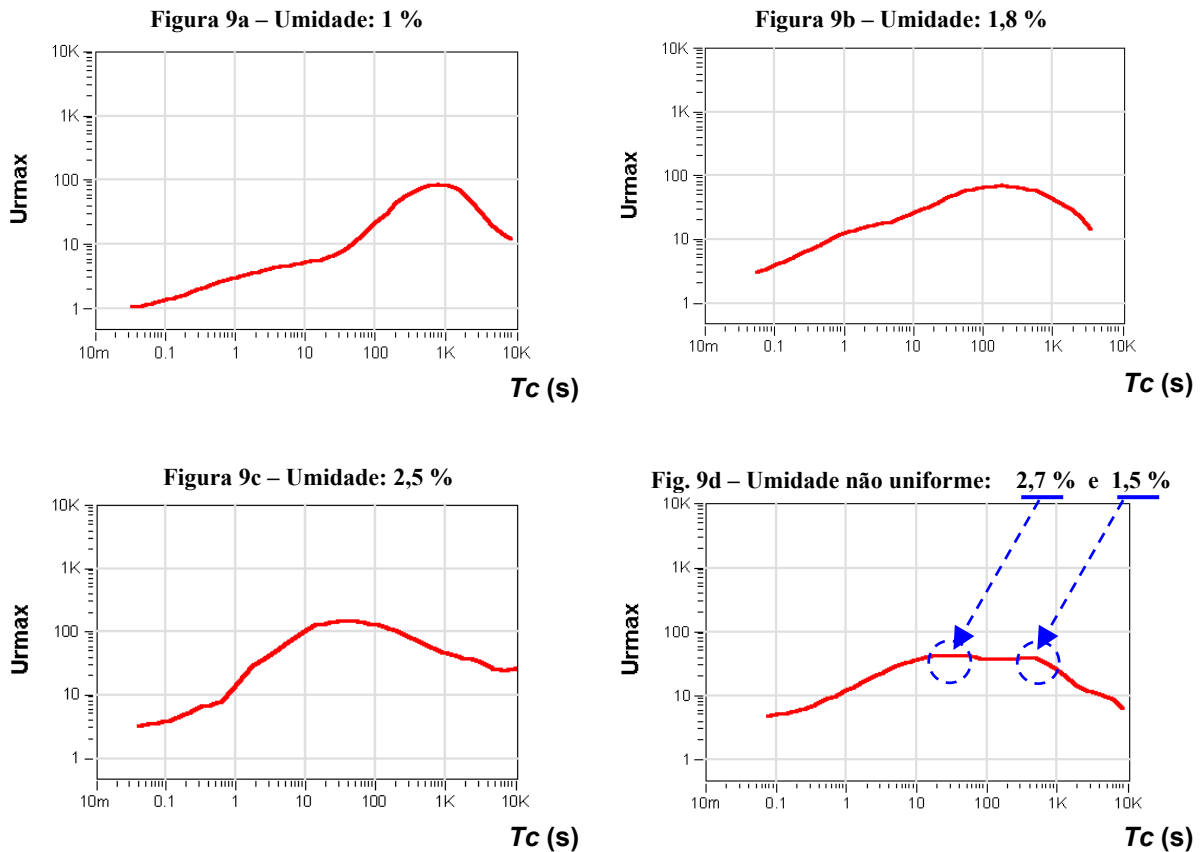 Figura 9a – Umidade: 1 %
10K
1K
100
10
1
Urmax
10m 0.1 1 10 100 1K 10K
Tc (s)
Figura 9b – Umidade: 1,8 %
10K
1K
100
10
1
Urmax
10m 0.1 1 10 100 1K 10K
Tc (s)
Figura 9c – Umidade: 2,5 %
10K
1K
100
10
1
Urmax
10m 0.1 1 10 100 1K 10K
Tc (s)
Fig. 9d – Umidade não uniforme: 2,7 % e 1,5 %
10K
1K
100
10
1
Urmax
10m 0.1 1 10 100 1K 10K
Tc (s)